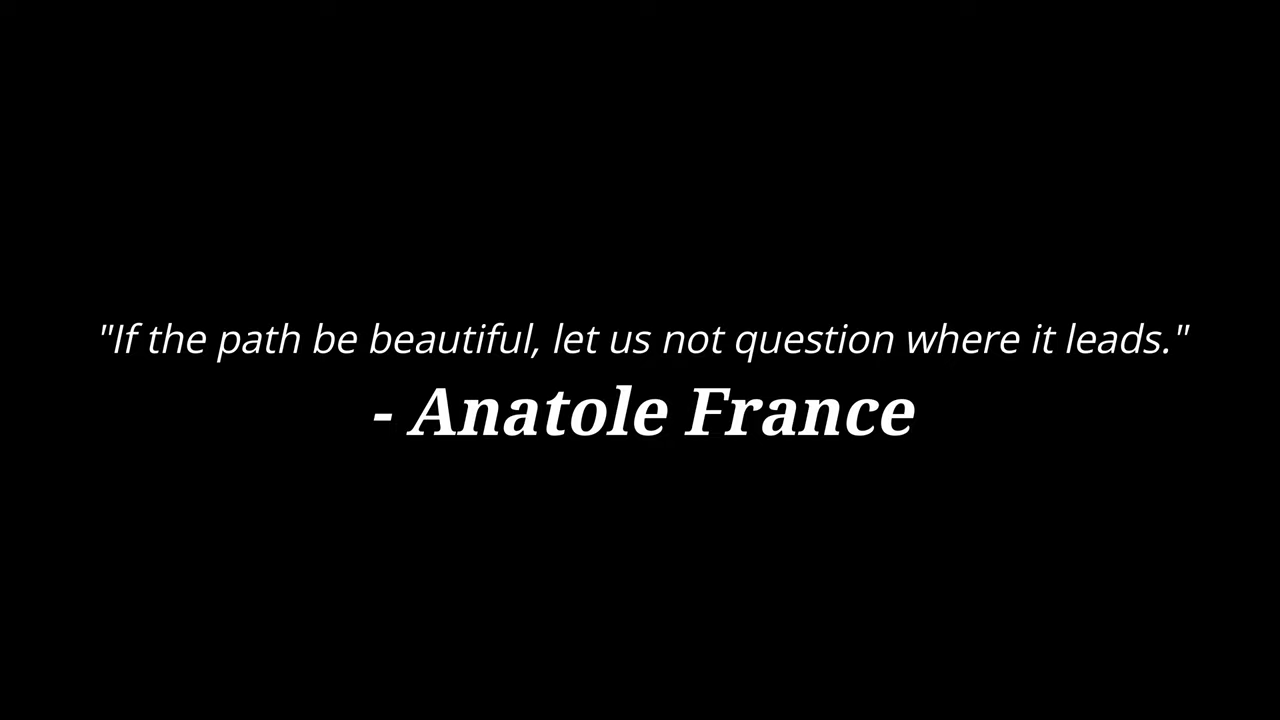 "If the path be beautiful, let us not question where it leads."
- Anatole France